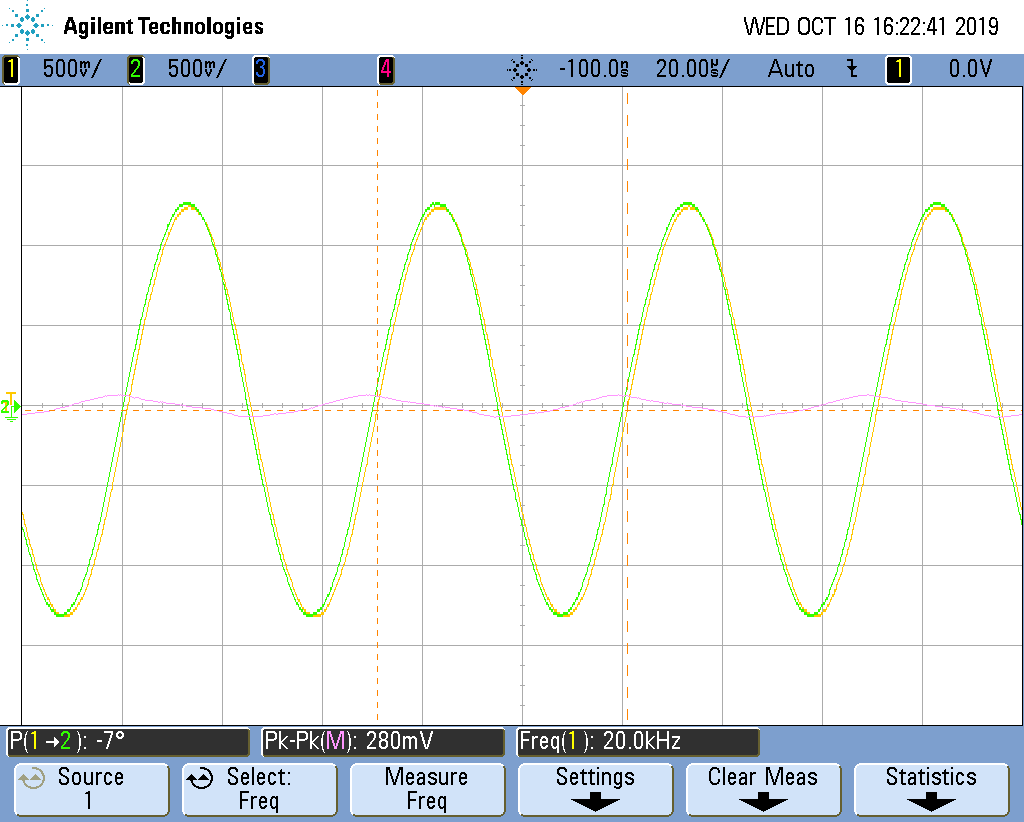 Agilent Technologies WED OCT 16 16:22:41 2019
1 500mV/ 2 500mV/ 3 4 -100.0ns 20.00us/ Auto 1 0.0V
2
P(1→2): -7° Pk-Pk(M): 280mV Freq(1): 20.0kHz
Source Select: Measure Settings Clear Meas Statistics
1 Freq Freq